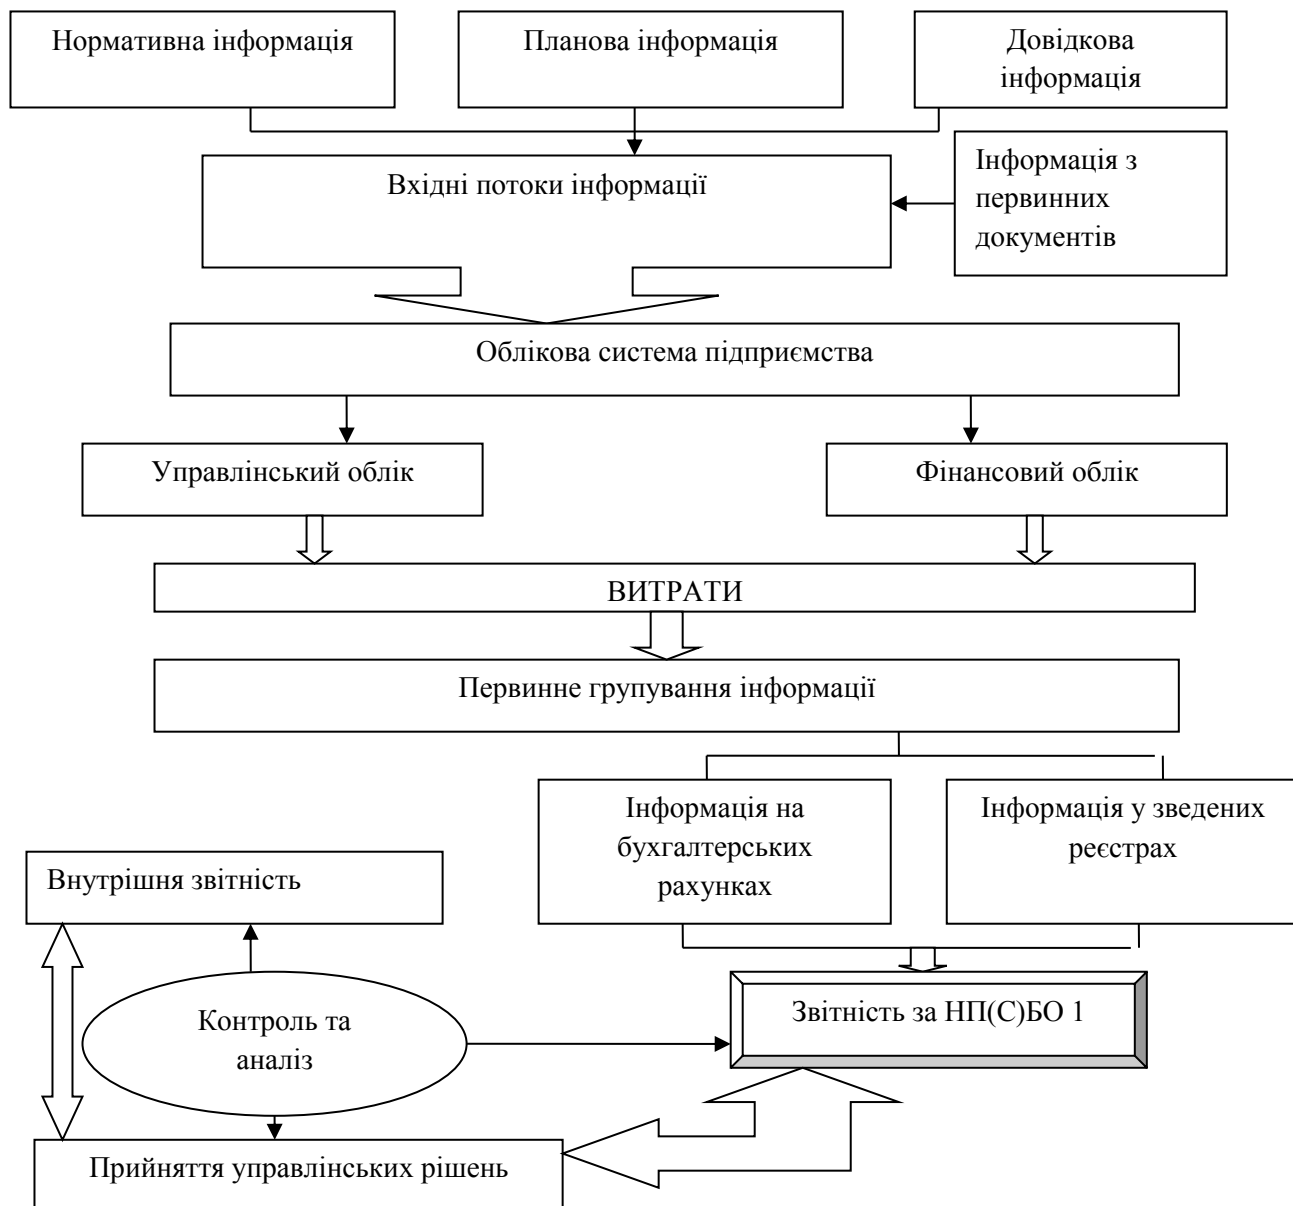 Нормативна інформація
Планова інформація
Довідкова
інформація
Інформація з
первинних
документів
Вхідні потоки інформації
Облікова система підприємства
Управлінський облік
Фінансовий облік
ВИТРАТИ
Первинне групування інформації
Інформація на
бухгалтерських
рахунках
Інформація у зведених
реєстрах
Внутрішня звітність
Контроль та
аналіз
Звітність за НП(С)БО 1
Прийняття управлінських рішень